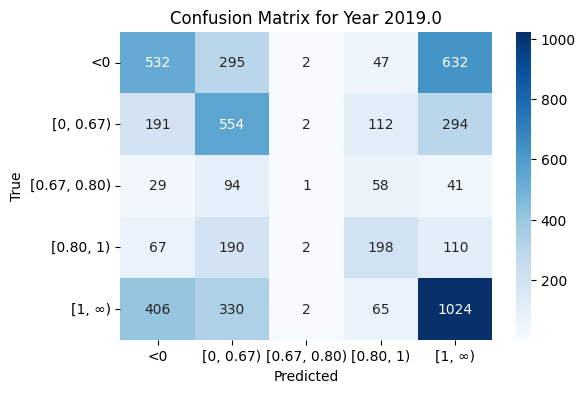 Confusion Matrix for Year 2019.0
<0 532 295 2 47 632
[0, 0.67) 191 554 2 112 294
[0.67, 0.80) 29 94 1 58 41
[0.80, 1) 67 190 2 198 110
[1, ∞) 406 330 2 65 1024
True
<0 [0, 0.67) [0.67, 0.80) [0.80, 1) [1, ∞)
Predicted
1000
800
600
400
200